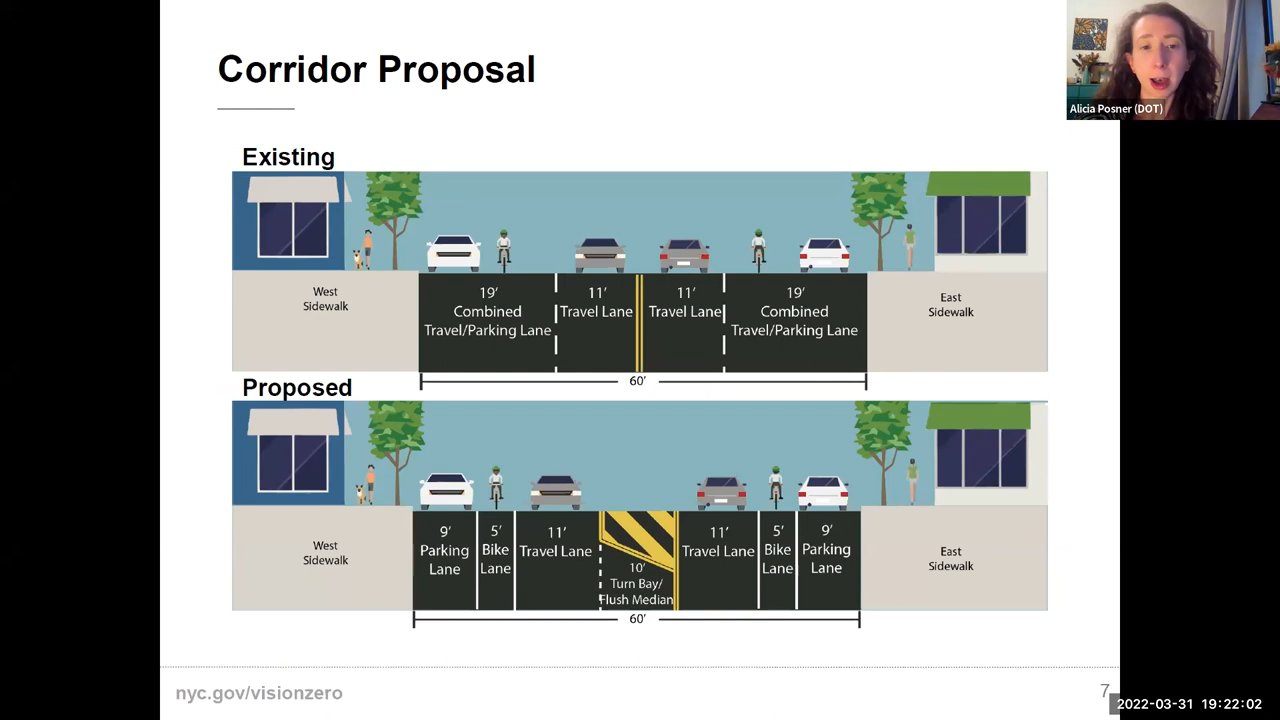 Corridor Proposal
Alicia Posner (DOT)
Existing
West
Sidewalk
19’
Combined
Travel/Parking Lane
11’
Travel Lane
11’
Travel Lane
19’
Combined
Travel/Parking Lane
East
Sidewalk
60’
Proposed
West
Sidewalk
9’
Parking
Lane
5’
Bike
Lane
11’
Travel Lane
10’
Turn Bay/
Flush Median
11’
Travel Lane
5’
Bike
Lane
9’
Parking
Lane
East
Sidewalk
60’
nyc.gov/visionzero
7
2022-03-31 19:22:02